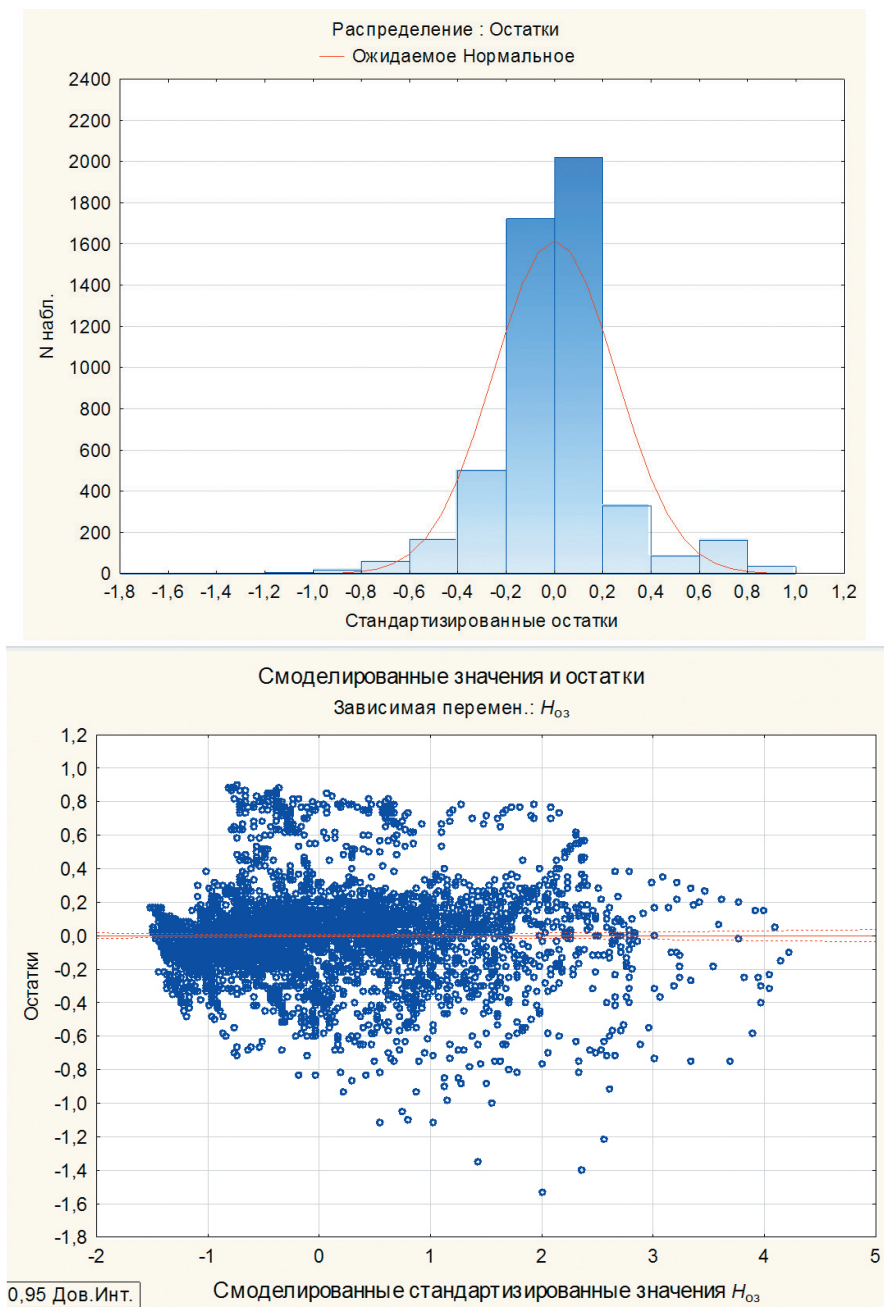 Распределение : Остатки
Ожидаемое Нормальное
2400
2200
2000
1800
1600
1400
1200
1000
800
600
400
200
0
N набл.
-1,8 -1,6 -1,4 -1,2 -1,0 -0,8 -0,6 -0,4 -0,2 0,0 0,2 0,4 0,6 0,8 1,0 1,2
Стандартизированные остатки
Смоделированные значения и остатки
Зависимая перемен.: Hоз
1,2
1,0
0,8
0,6
0,4
0,2
0,0
-0,2
-0,4
-0,6
-0,8
-1,0
-1,2
-1,4
-1,6
-1,8
Остатки
-2 -1 0 1 2 3 4 5
0,95 Дов.Инт.
Смоделированные стандартизированные значения Hоз